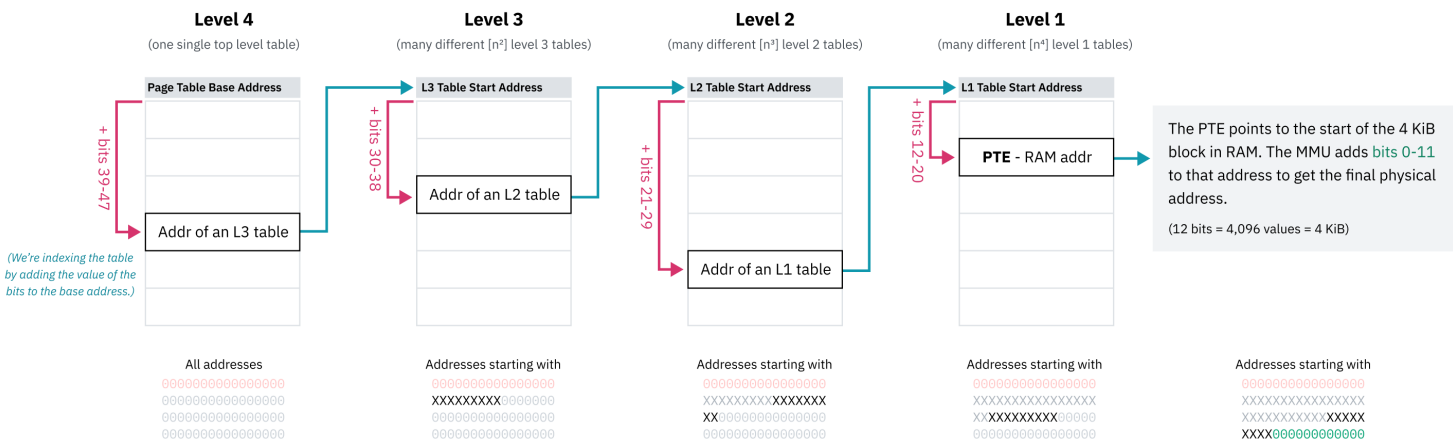 Level 4
(one single top level table)
Page Table Base Address
+ bits 39-47
Addr of an L3 table
(We're indexing the table
by adding the value of the
bits to the base address.)
All addresses
0000000000000000
0000000000000000
0000000000000000
0000000000000000
Level 3
(many different [n²] level 3 tables)
L3 Table Start Address
+ bits 30-38
Addr of an L2 table
Addresses starting with
0000000000000000
XXXXXXXXX0000000
0000000000000000
0000000000000000
Level 2
(many different [n³] level 2 tables)
L2 Table Start Address
+ bits 21-29
Addr of an L1 table
Addresses starting with
0000000000000000
XXXXXXXXXXXXXXXX
XX00000000000000
0000000000000000
Level 1
(many different [n⁴] level 1 tables)
L1 Table Start Address
+ bits 12-20
PTE - RAM addr
Addresses starting with
0000000000000000
XXXXXXXXXXXXXXXX
XXXXXXXXXXX00000
0000000000000000
The PTE points to the start of the 4 KiB
block in RAM. The MMU adds bits 0-11
to that address to get the final physical
address.
(12 bits = 4,096 values = 4 KiB)
Addresses starting with
0000000000000000
XXXXXXXXXXXXXXXX
XXXXXXXXXXXXXXXX
XXXX000000000000